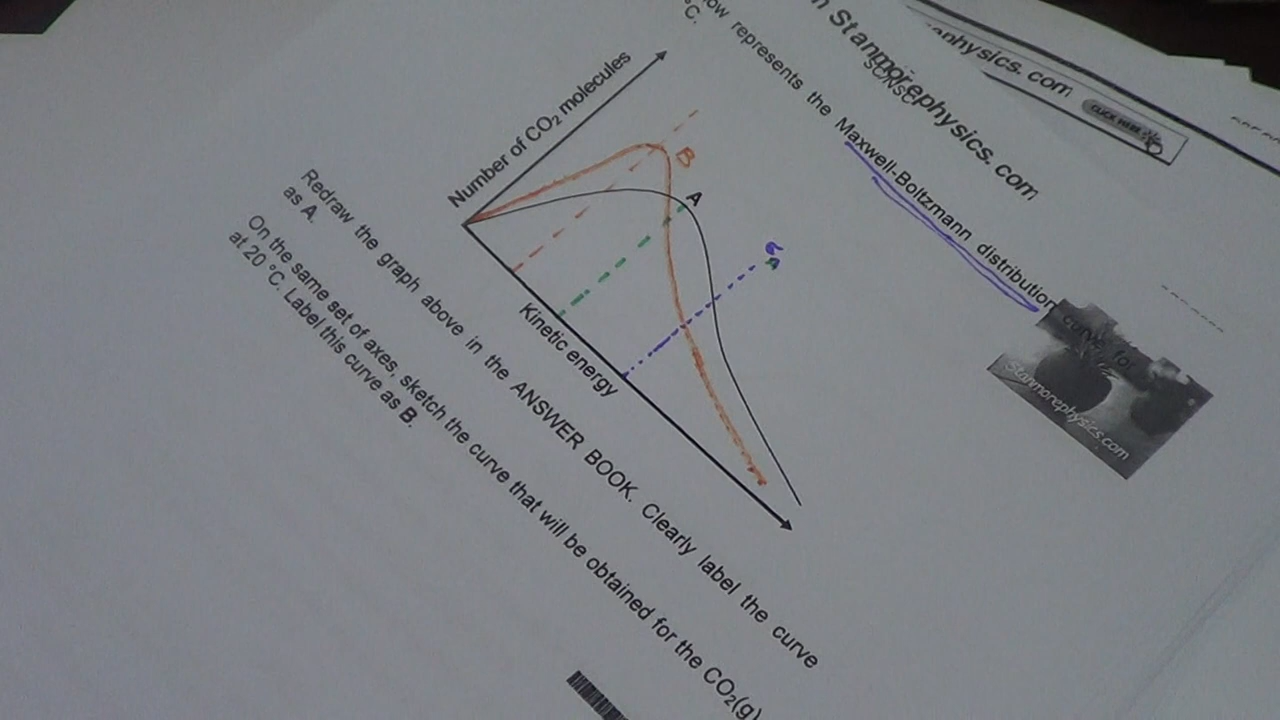 Stanmorephysics.com
SC/NSC
anphysics. com
CLICK HERE
ow represents the Maxwell-Boltzmann distribution curve for
°C.
Stanmorephysics.com
Number of CO₂ molecules
B
A
Kinetic energy
Redraw the graph above in the ANSWER BOOK. Clearly label the curve
as A.
On the same set of axes, sketch the curve that will be obtained for the CO₂(g)
at 20 °C. Label this curve as B.